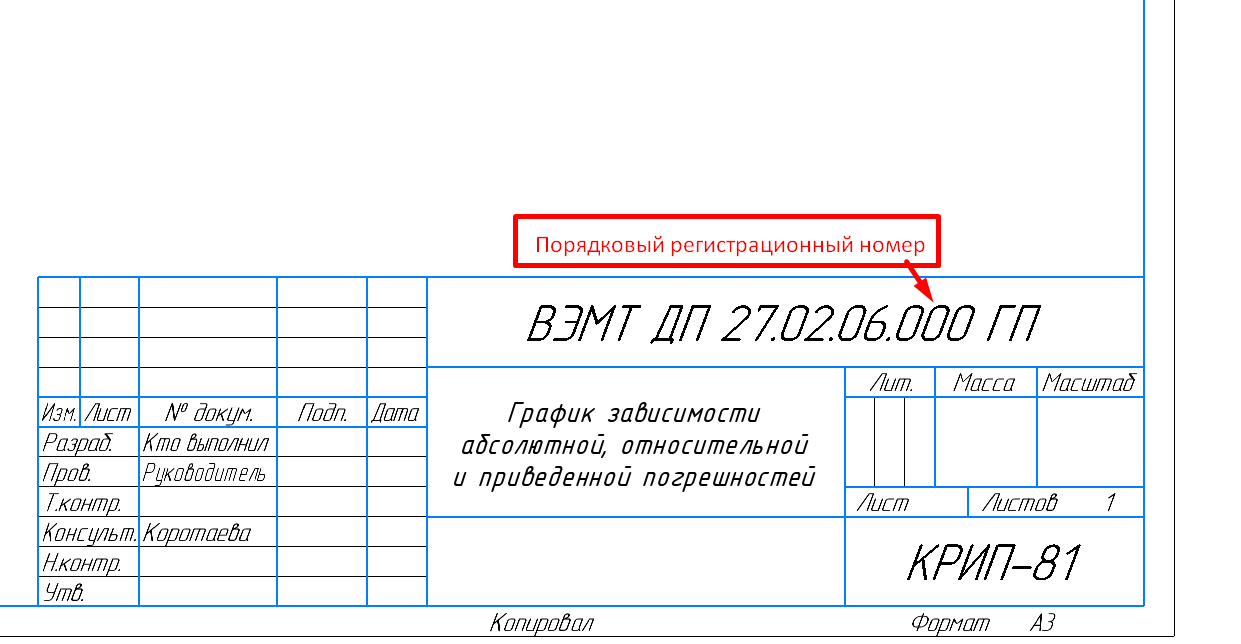 Порядковый регистрационный номер
ВЭМТ ДП 27.02.06.000 ГП
Лит. Масса Масштаб
Изм. Лист № докум. Подп. Дата
График зависимости
абсолютной, относительной
и приведенной погрешностей
Разраб. Кто выполнил
Пров. Руководитель
Т.контр.
Лист Листов 1
Консульт. Коротаева
Н.контр.
КРИП-81
Утв.
Копировал Формат А3